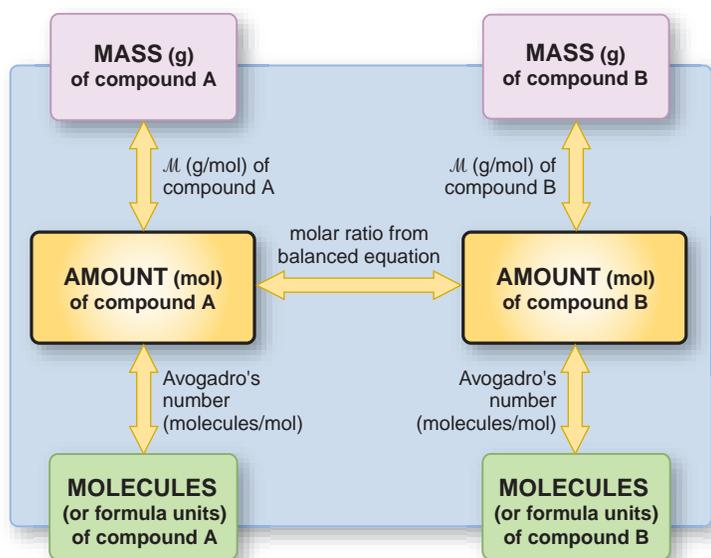 MASS (g)
of compound A
MASS (g)
of compound B
ℳ (g/mol) of
compound A
ℳ (g/mol) of
compound B
molar ratio from
balanced equation
AMOUNT (mol)
of compound A
AMOUNT (mol)
of compound B
Avogadro's
number
(molecules/mol)
Avogadro's
number
(molecules/mol)
MOLECULES
(or formula units)
of compound A
MOLECULES
(or formula units)
of compound B